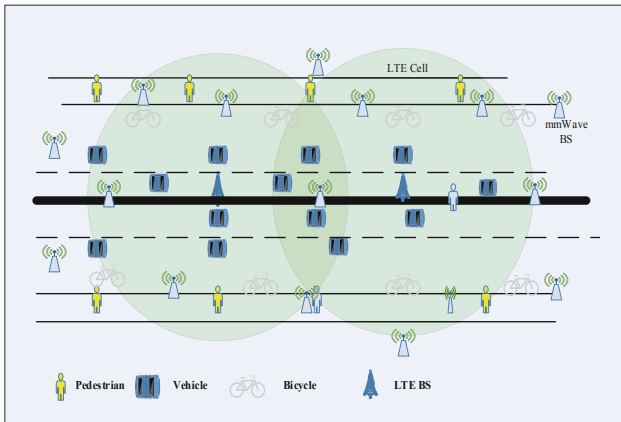 LTE Cell
mmWave
BS
Pedestrian
Vehicle
Bicycle
LTE BS